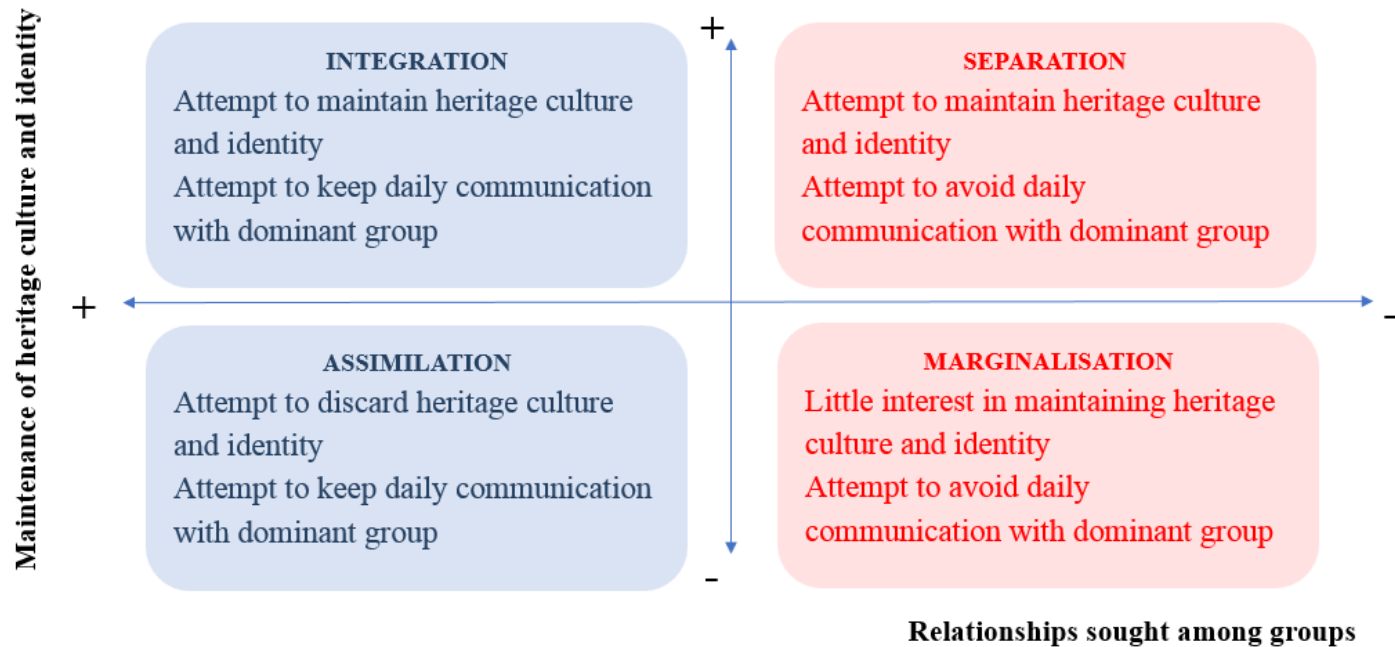 Maintenance of heritage culture and identity
+
INTEGRATION
Attempt to maintain heritage culture
and identity
Attempt to keep daily communication
with dominant group
SEPARATION
Attempt to maintain heritage culture
and identity
Attempt to avoid daily
communication with dominant group
+
-
ASSIMILATION
Attempt to discard heritage culture
and identity
Attempt to keep daily communication
with dominant group
MARGINALISATION
Little interest in maintaining heritage
culture and identity
Attempt to avoid daily
communication with dominant group
-
Relationships sought among groups